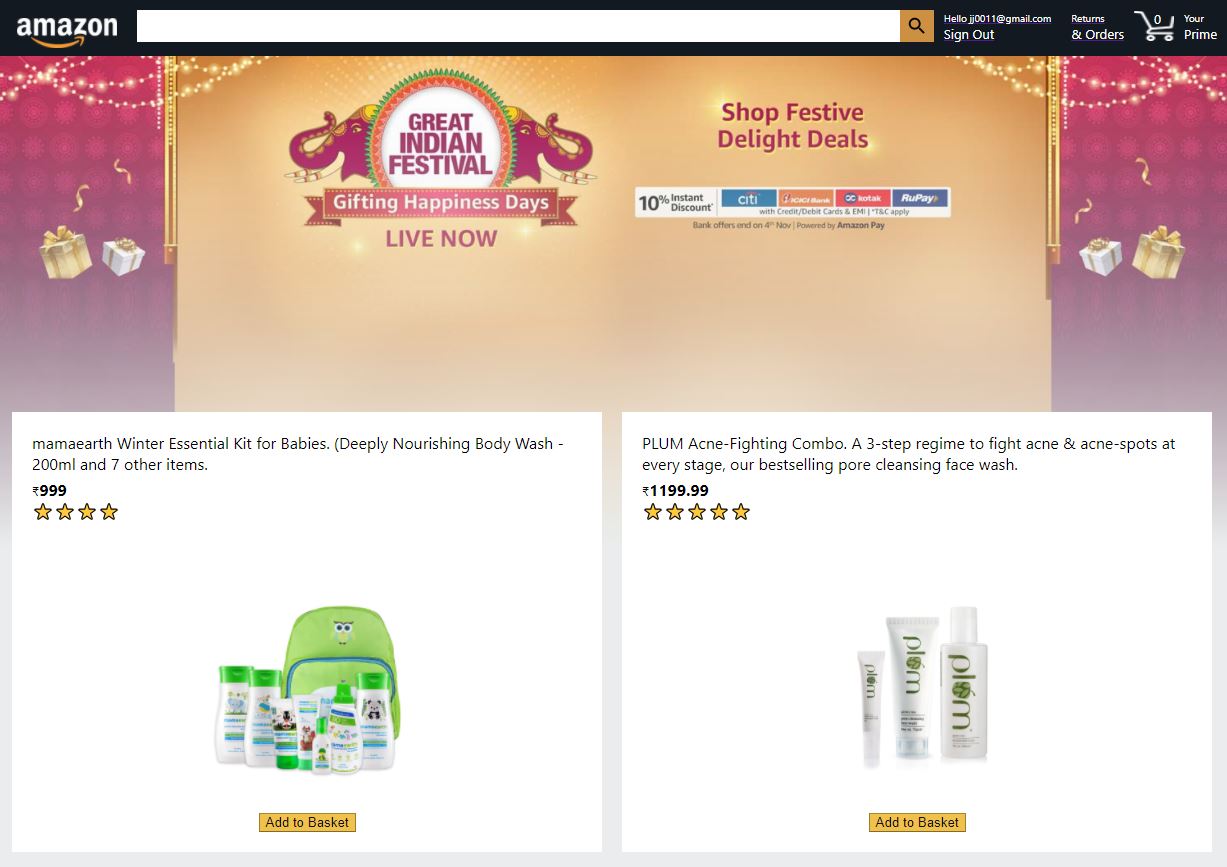 amazon
Hello jj0011@gmail.com
Sign Out
Returns
& Orders
0
Your
Prime
GREAT
INDIAN
FESTIVAL
Gifting Happiness Days
LIVE NOW
Shop Festive
Delight Deals
10% Instant Discount*
citi
ICICI Bank
kotak
RuPay
with Credit/Debit Cards & EMI | *T&C apply
Bank offers end on 4th Nov | Powered by Amazon Pay
mamaearth Winter Essential Kit for Babies. (Deeply Nourishing Body Wash -
200ml and 7 other items.
₹999
PLUM Acne-Fighting Combo. A 3-step regime to fight acne & acne-spots at
every stage, our bestselling pore cleansing face wash.
₹1199.99
mamaearth
mamaearth
plum
plum
plum
Add to Basket
Add to Basket